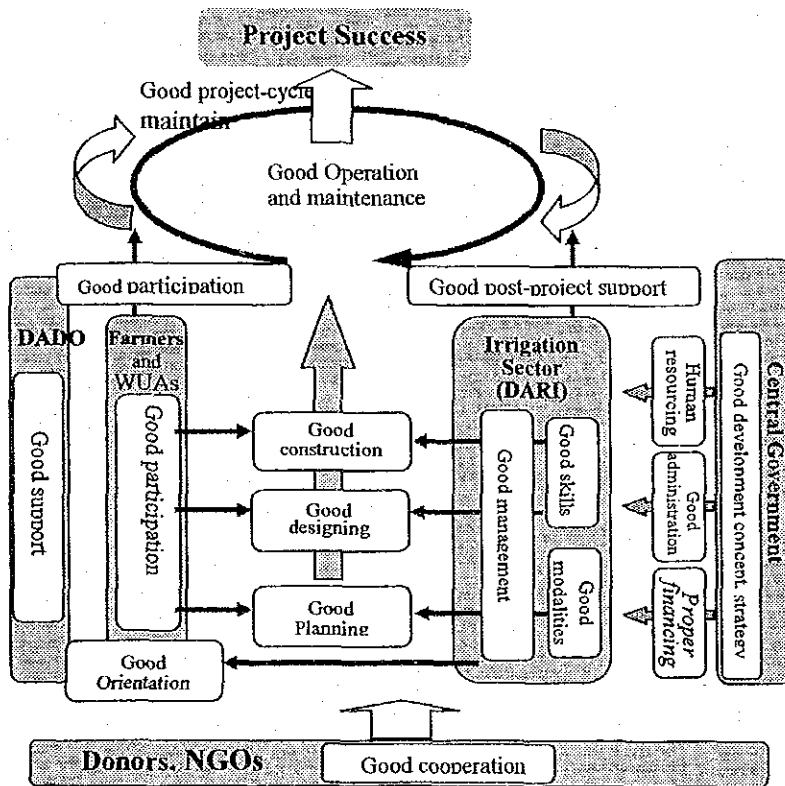 Project Success
Good project-cycle
maintain
Good Operation
and maintenance
Good participation
Good post-project support
DADO
Good support
Farmers
and
WUAs
Good participation
Good
construction
Good
designing
Good
Planning
Good
Orientation
Irrigation
Sector
(DARI)
Good management
Good skills
Good
modalities
Human
resourcing
Good
administration
Proper
financing
Central Government
Good development concept, strategy
Donors, NGOs
Good cooperation